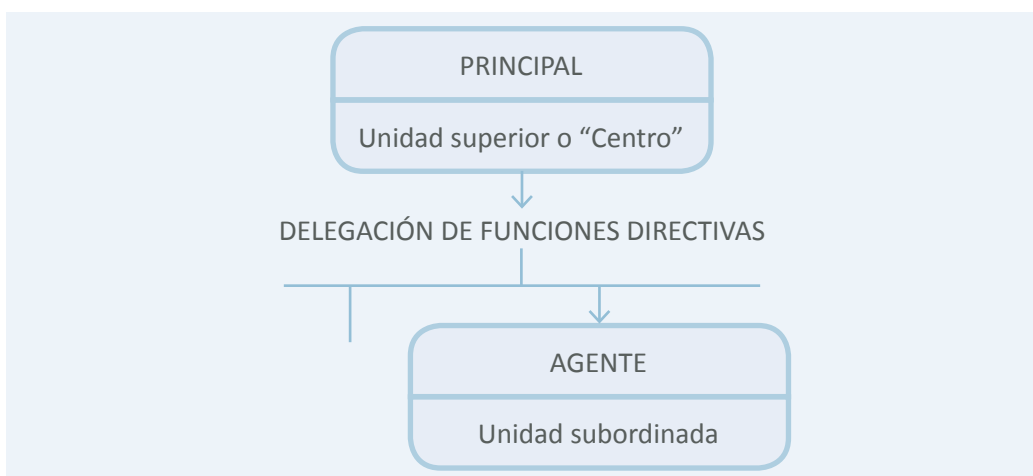 PRINCIPAL
Unidad superior o “Centro”
DELEGACIÓN DE FUNCIONES DIRECTIVAS
AGENTE
Unidad subordinada